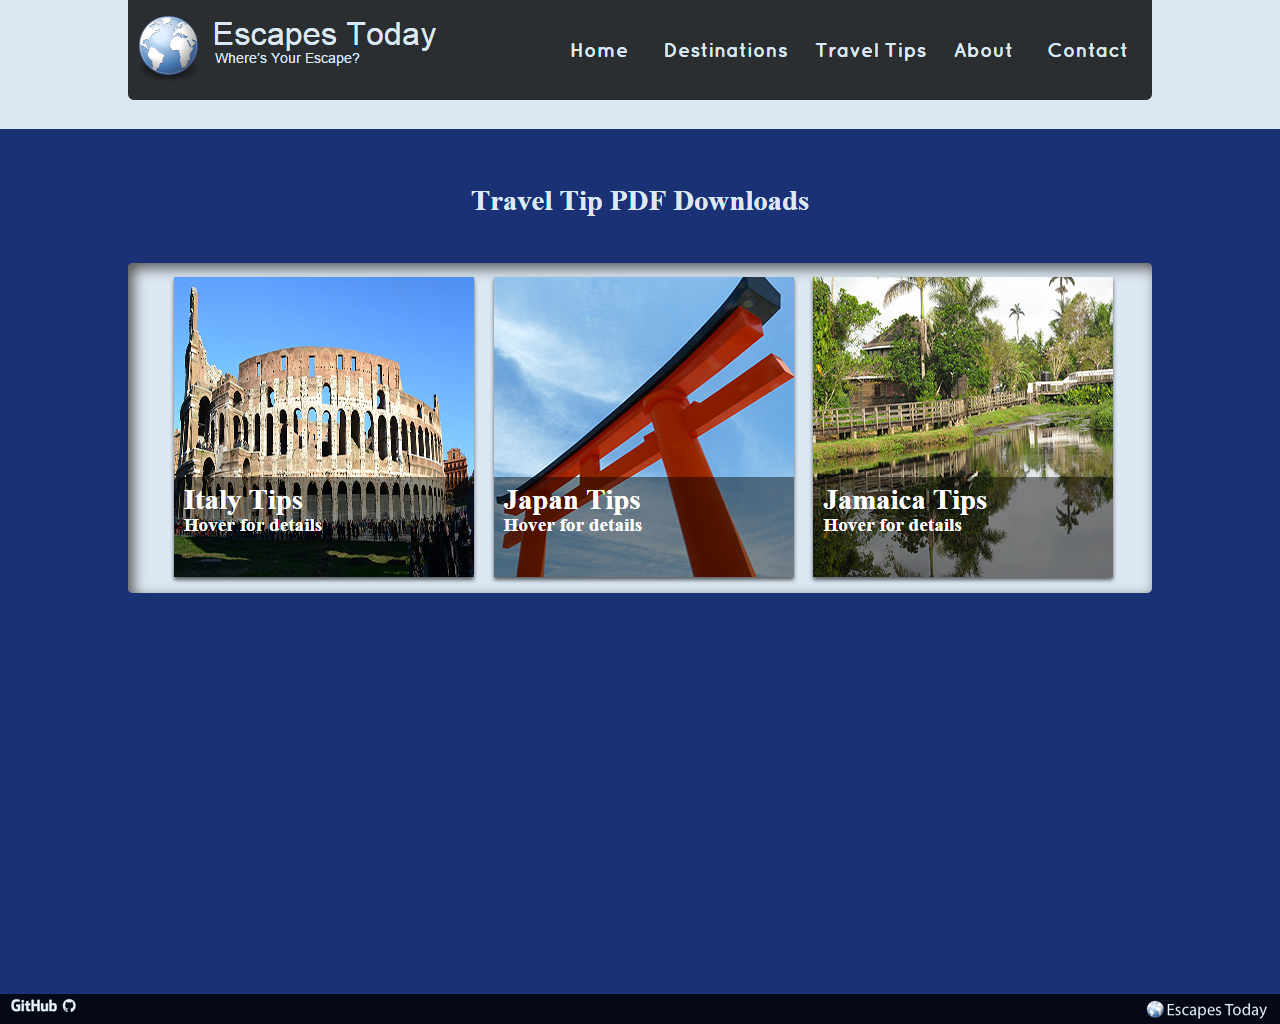 Escapes Today
Where's Your Escape?
Home Destinations Travel Tips About Contact
Travel Tip PDF Downloads
Italy Tips
Hover for details
Japan Tips
Hover for details
Jamaica Tips
Hover for details
GitHub
Escapes Today